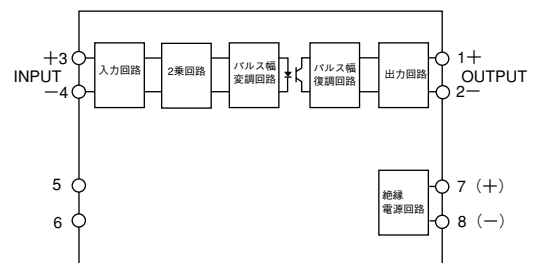 +3
INPUT
−4
入力回路
2乗回路
パルス幅
変調回路
パルス幅
復調回路
出力回路
1+
OUTPUT
2−
5
6
絶縁
電源回路
7（+）
8（−）